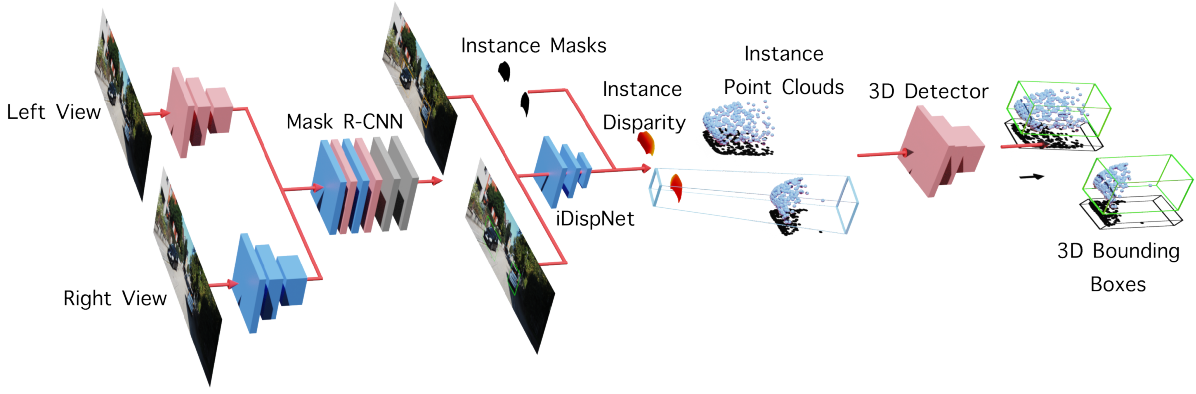 Left View
Right View
Mask R-CNN
Instance Masks
iDispNet
Instance
Disparity
Instance
Point Clouds
3D Detector
3D Bounding
Boxes